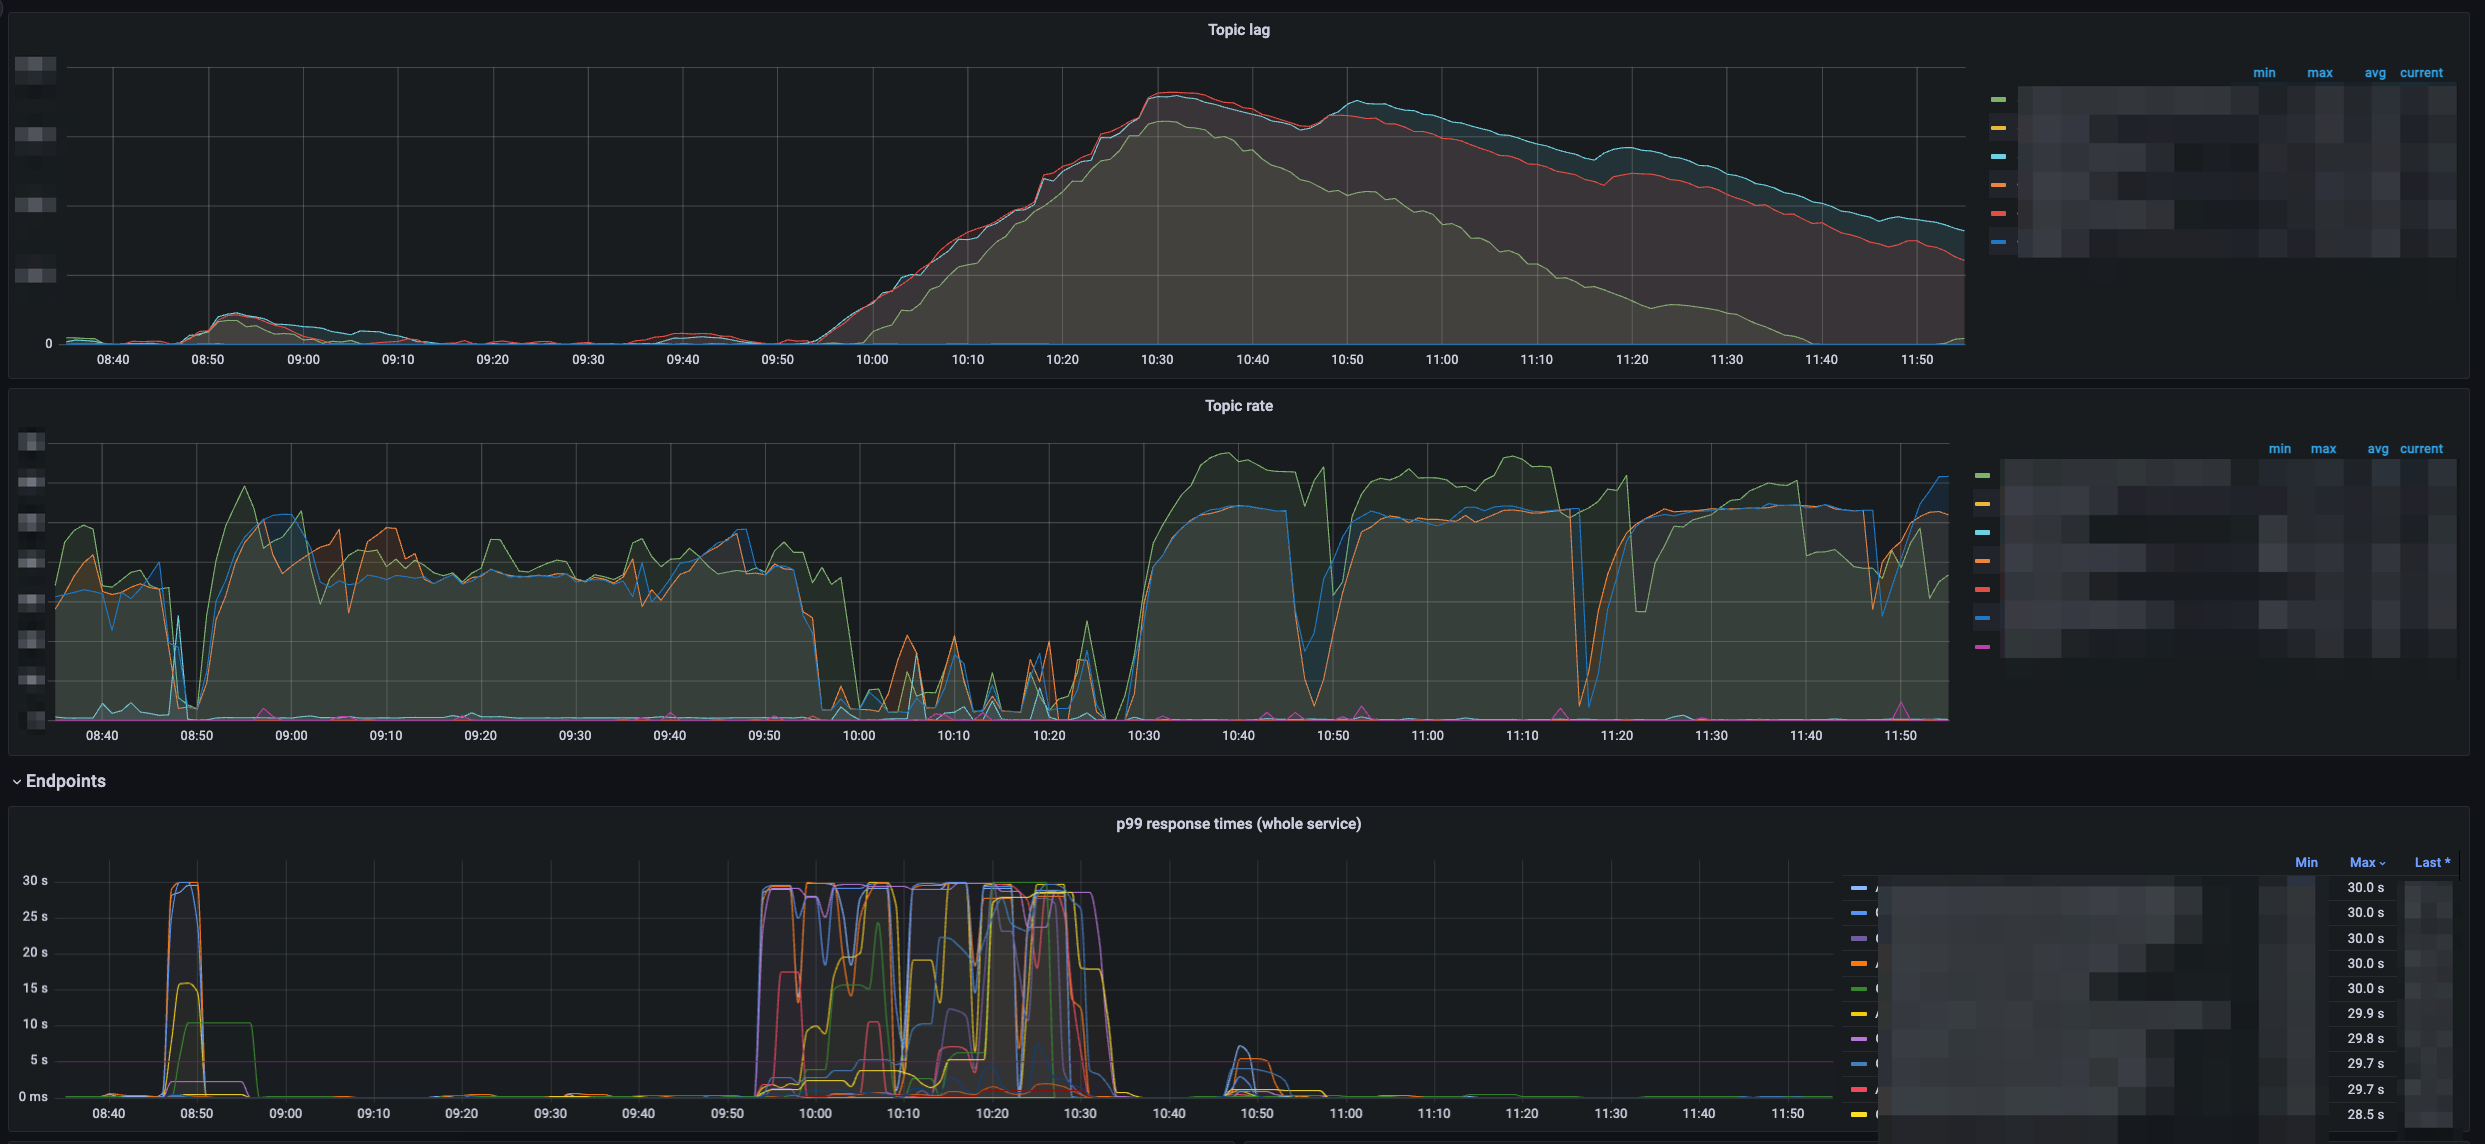 Topic lag
min max avg current
0
08:40 08:50 09:00 09:10 09:20 09:30 09:40 09:50 10:00 10:10 10:20 10:30 10:40 10:50 11:00 11:10 11:20 11:30 11:40 11:50
Topic rate
min max avg current
08:40 08:50 09:00 09:10 09:20 09:30 09:40 09:50 10:00 10:10 10:20 10:30 10:40 10:50 11:00 11:10 11:20 11:30 11:40 11:50
Endpoints
p99 response times (whole service)
Min Max Last *
30 s
25 s
20 s
15 s
10 s
5 s
0 ms
08:40 08:50 09:00 09:10 09:20 09:30 09:40 09:50 10:00 10:10 10:20 10:30 10:40 10:50 11:00 11:10 11:20 11:30 11:40 11:50
30.0 s
30.0 s
30.0 s
30.0 s
30.0 s
29.9 s
29.8 s
29.7 s
29.7 s
28.5 s